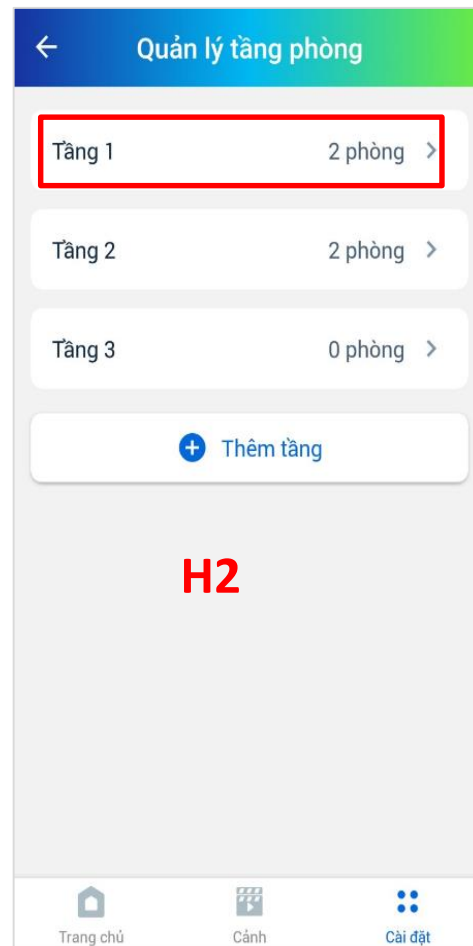 Quản lý tầng phòng
Tầng 1 2 phòng
Tầng 2 2 phòng
Tầng 3 0 phòng
Thêm tầng
H2
Trang chủ Cảnh Cài đặt